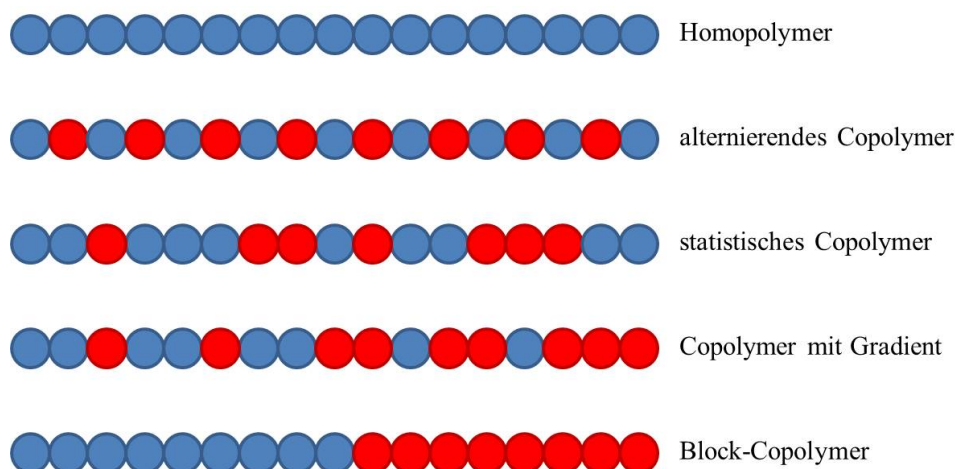 Homopolymer
alternierendes Copolymer
statistisches Copolymer
Copolymer mit Gradient
Block-Copolymer